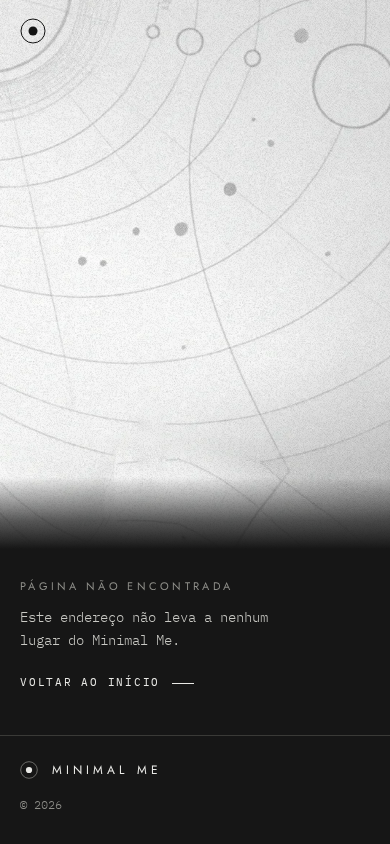 PÁGINA NÃO ENCONTRADA
Este endereço não leva a nenhum
lugar do Minimal Me.
VOLTAR AO INÍCIO
MINIMAL ME
© 2026